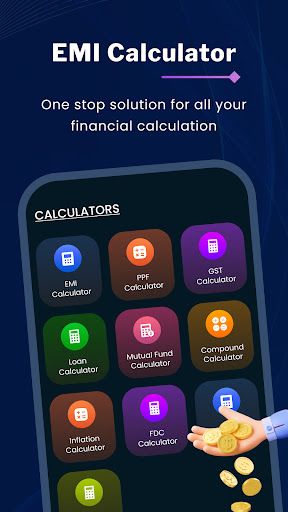 EMI Calculator
One stop solution for all your
financial calculation
CALCULATORS
EMI
Calculator
PPF
Calculator
GST
Calculator
Loan
Calculator
Mutual Fund
Calculator
Compound
Calculator
Inflation
Calculator
FDC
Calculator